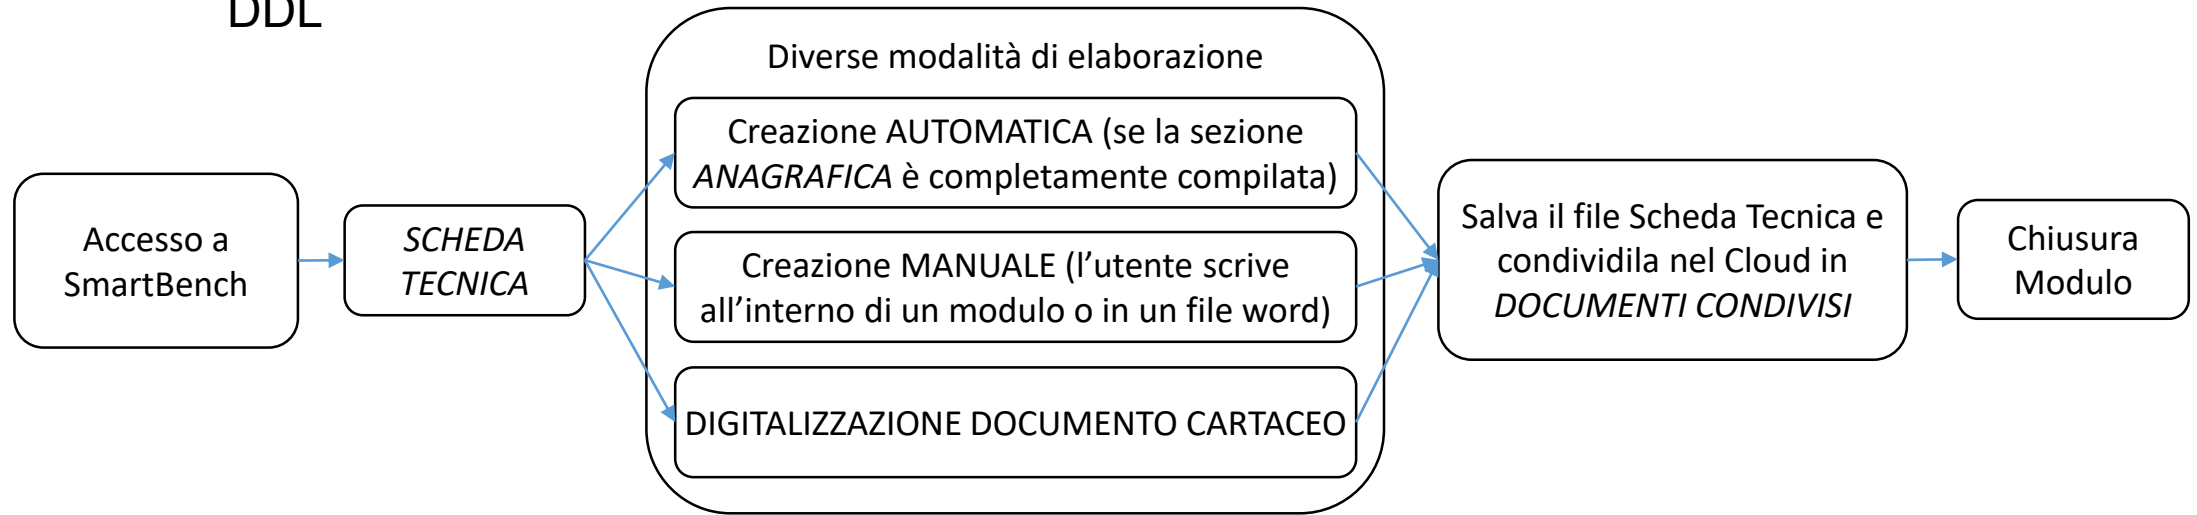 DDL
Diverse modalità di elaborazione
Creazione AUTOMATICA (se la sezione
ANAGRAFICA è completamente compilata)
Accesso a
SmartBench
SCHEDA
TECNICA
Creazione MANUALE (l’utente scrive
all’interno di un modulo o in un file word)
DIGITALIZZAZIONE DOCUMENTO CARTACEO
Salva il file Scheda Tecnica e
condividila nel Cloud in
DOCUMENTI CONDIVISI
Chiusura
Modulo